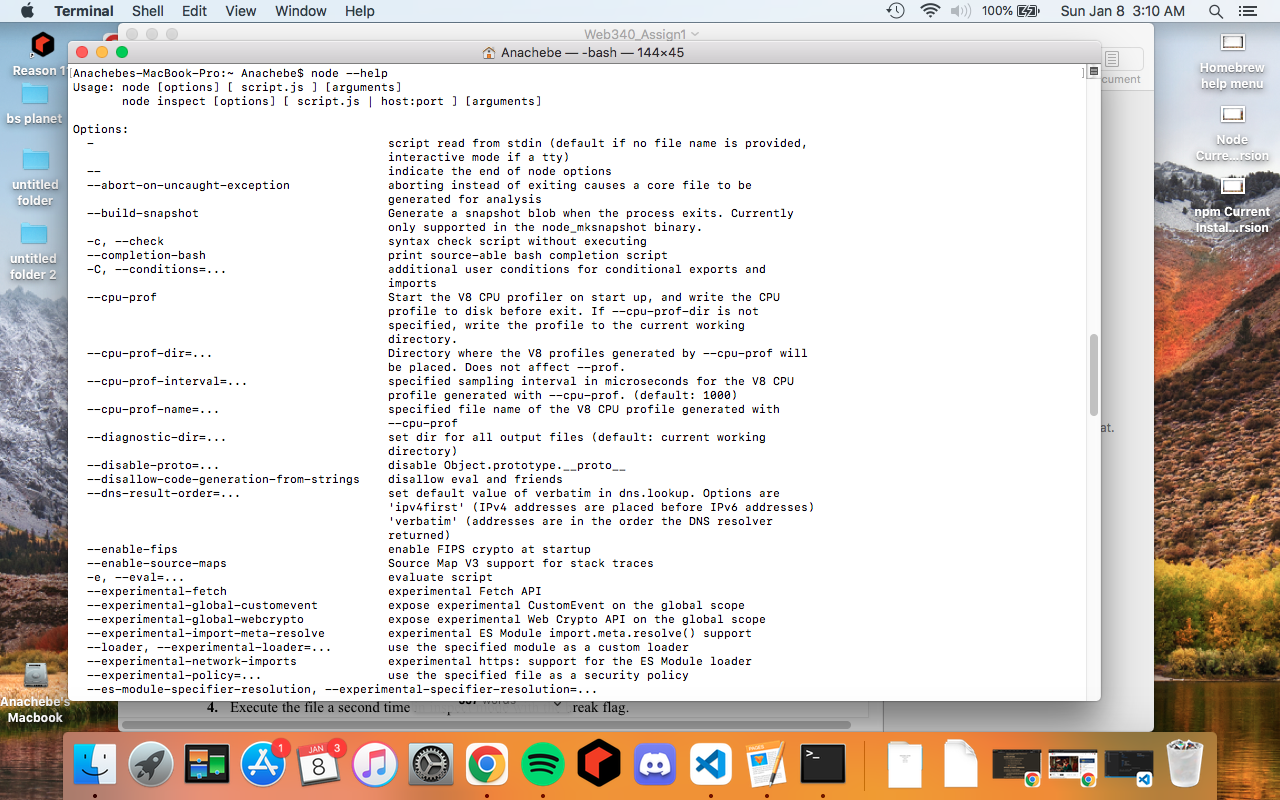 Terminal Shell Edit View Window Help 100% Sun Jan 8 3:10 AM
Web340_Assign1
Anachebe — -bash — 144×45
Reason 1
bs planet
untitled
folder
untitled
folder 2
Anachebe's
Macbook
Homebrew
help menu
Node
Curre...rsion
npm Current
Instal...rsion
cument
at.
[Anachebes-MacBook-Pro:~ Anachebe$ node --help ]
Usage: node [options] [ script.js ] [arguments]
node inspect [options] [ script.js | host:port ] [arguments]
Options:
- script read from stdin (default if no file name is provided,
interactive mode if a tty)
-- indicate the end of node options
--abort-on-uncaught-exception aborting instead of exiting causes a core file to be
generated for analysis
--build-snapshot Generate a snapshot blob when the process exits. Currently
only supported in the node_mksnapshot binary.
-c, --check syntax check script without executing
--completion-bash print source-able bash completion script
-C, --conditions=... additional user conditions for conditional exports and
imports
--cpu-prof Start the V8 CPU profiler on start up, and write the CPU
profile to disk before exit. If --cpu-prof-dir is not
specified, write the profile to the current working
directory.
--cpu-prof-dir=... Directory where the V8 profiles generated by --cpu-prof will
be placed. Does not affect --prof.
--cpu-prof-interval=... specified sampling interval in microseconds for the V8 CPU
profile generated with --cpu-prof. (default: 1000)
--cpu-prof-name=... specified file name of the V8 CPU profile generated with
--cpu-prof
--diagnostic-dir=... set dir for all output files (default: current working
directory)
--disable-proto=... disable Object.prototype.__proto__
--disallow-code-generation-from-strings disallow eval and friends
--dns-result-order=... set default value of verbatim in dns.lookup. Options are
'ipv4first' (IPv4 addresses are placed before IPv6 addresses)
'verbatim' (addresses are in the order the DNS resolver
returned)
--enable-fips enable FIPS crypto at startup
--enable-source-maps Source Map V3 support for stack traces
-e, --eval=... evaluate script
--experimental-fetch experimental Fetch API
--experimental-global-customevent expose experimental CustomEvent on the global scope
--experimental-global-webcrypto expose experimental Web Crypto API on the global scope
--experimental-import-meta-resolve experimental ES Module import.meta.resolve() support
--loader, --experimental-loader=... use the specified module as a custom loader
--experimental-network-imports experimental https: support for the ES Module loader
--experimental-policy=... use the specified file as a security policy
--es-module-specifier-resolution, --experimental-specifier-resolution=...
4. Execute the file a second time reak flag.
1
JAN
8
3
PAGES